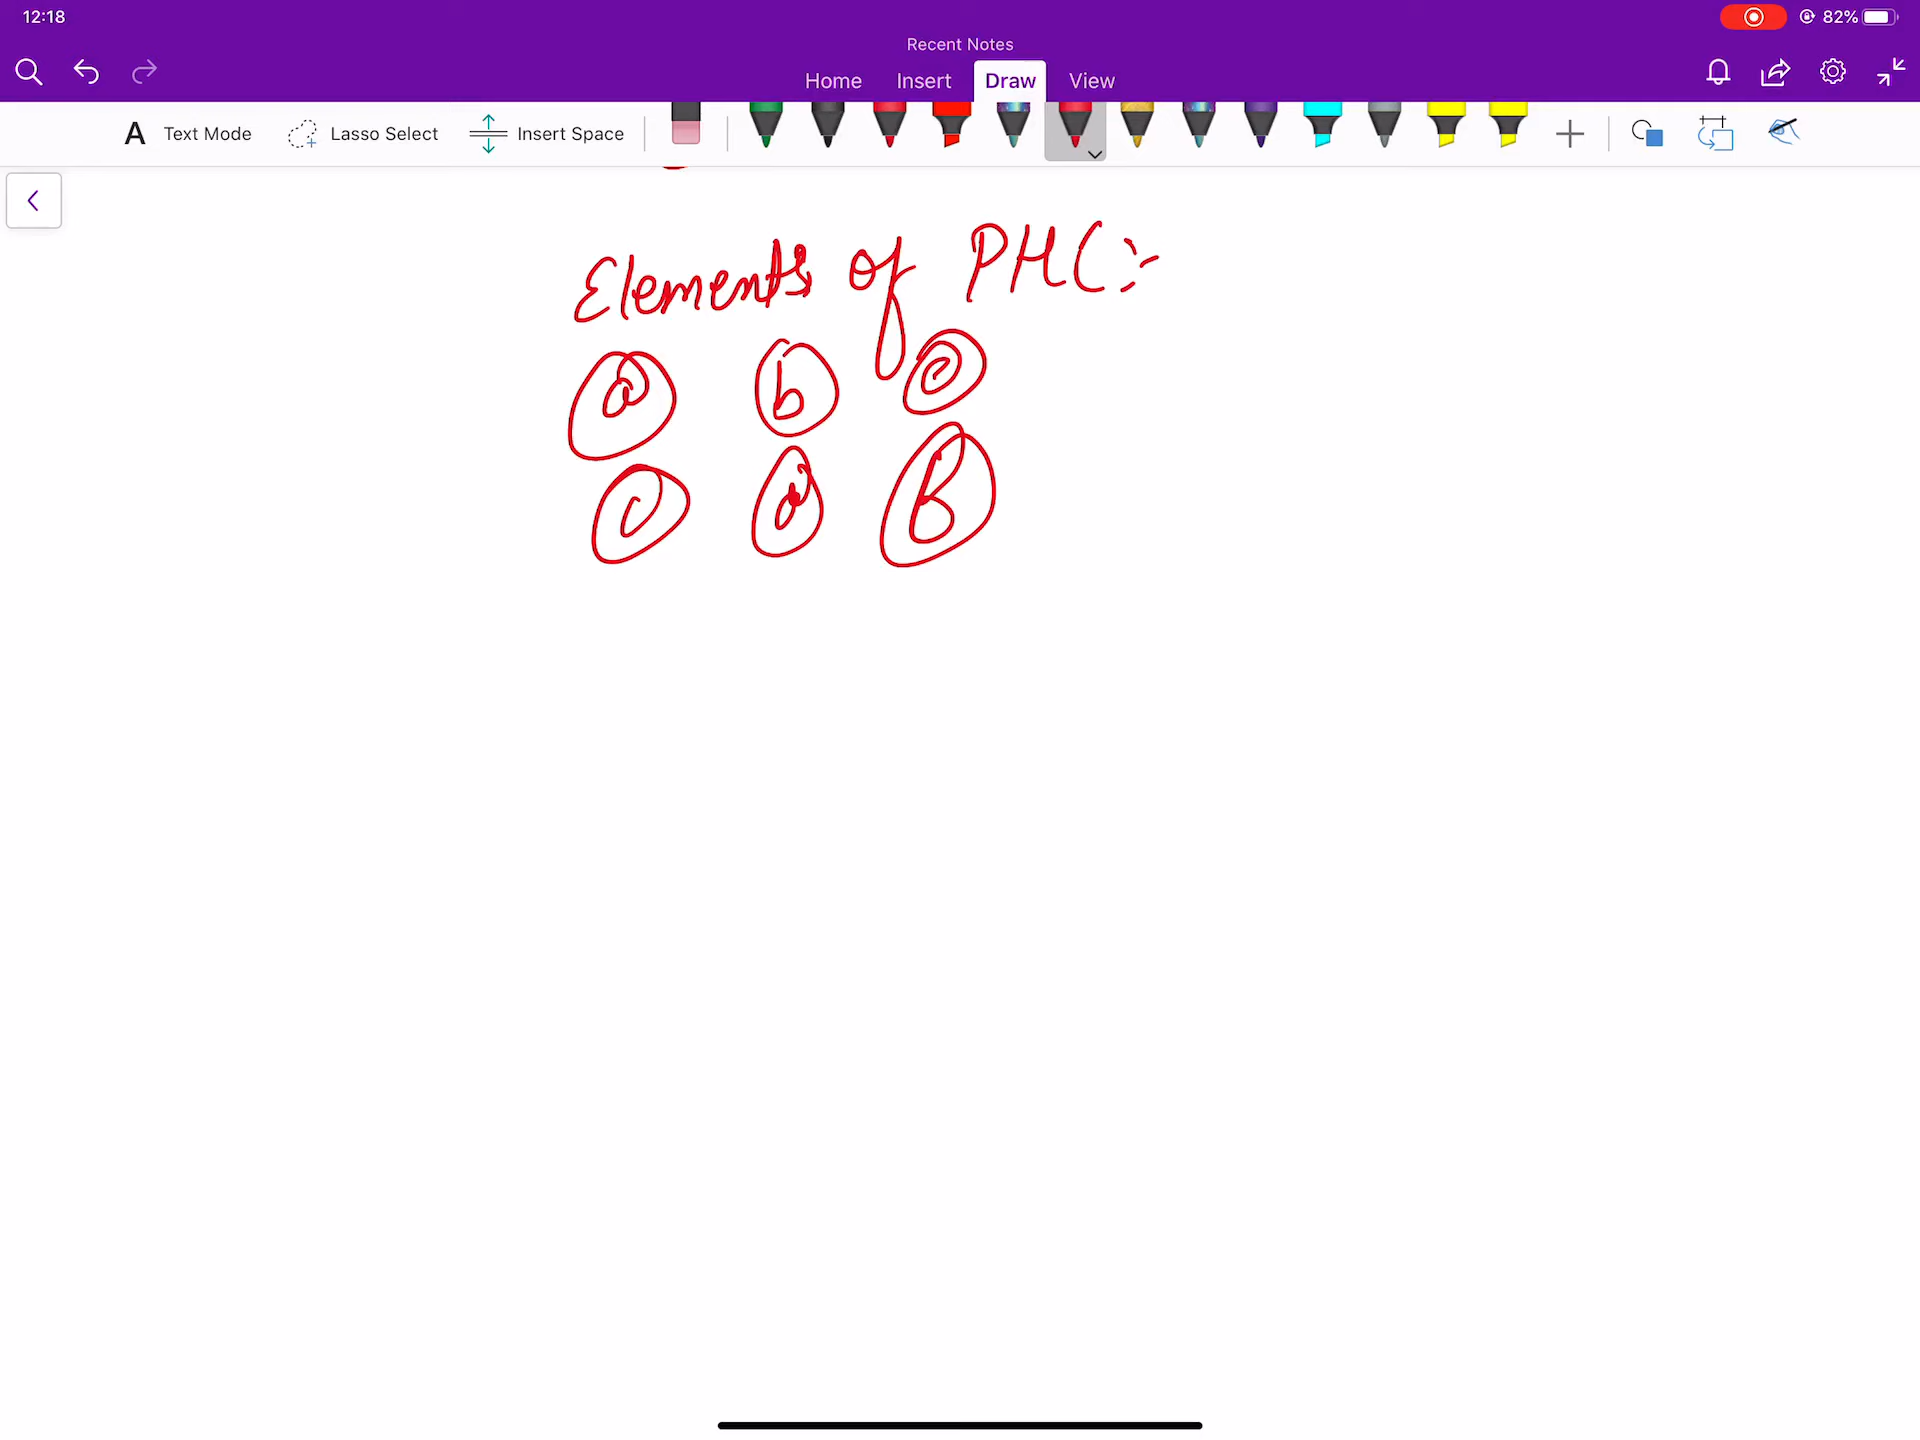 12:18
82%
Recent Notes
Home Insert Draw View
A Text Mode Lasso Select Insert Space
Elements of PHC :-
a b e
c d